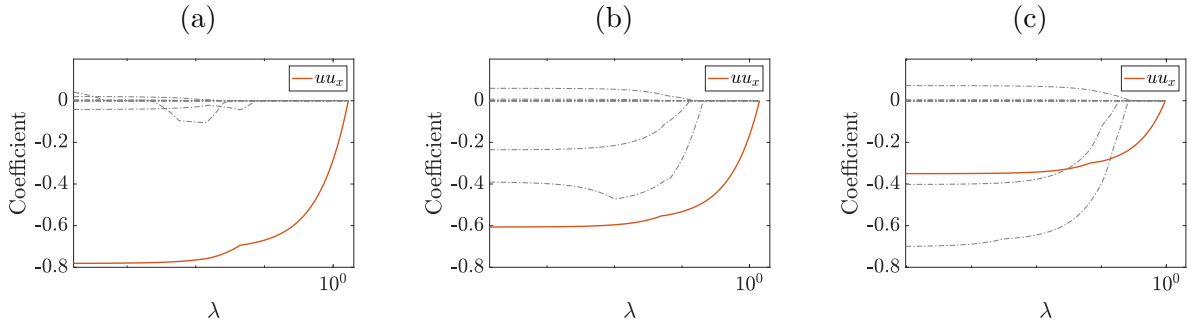 (a)
uu_x
0
-0.2
-0.4
-0.6
-0.8
Coefficient
10^0
λ
(b)
uu_x
0
-0.2
-0.4
-0.6
-0.8
Coefficient
10^0
λ
(c)
uu_x
0
-0.2
-0.4
-0.6
-0.8
Coefficient
10^0
λ